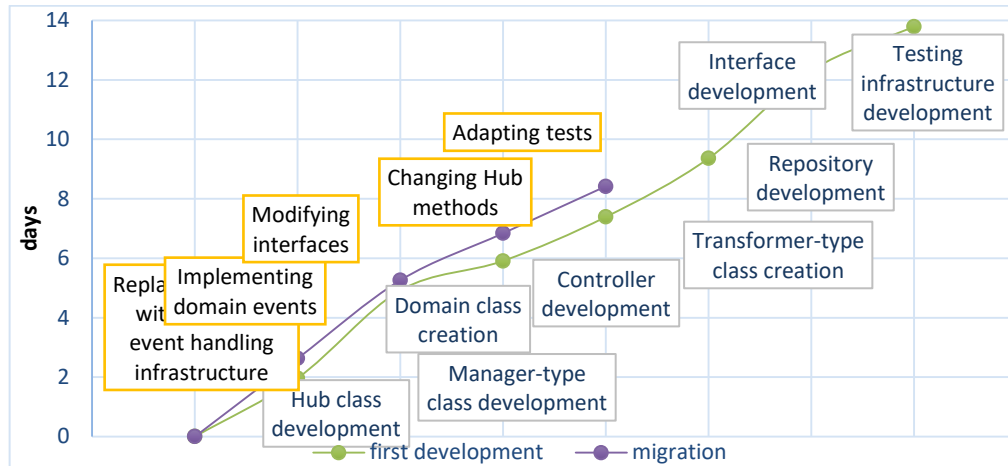 14
12
10
8
6
4
2
0
days
Interface
development
Testing
infrastructure
development
Adapting tests
Changing Hub
methods
Repository
development
Modifying
interfaces
Transformer-type
class creation
Implementing
domain events
Controller
development
Domain class
creation
event handling
infrastructure
Manager-type
class development
Hub class
development
first development
migration